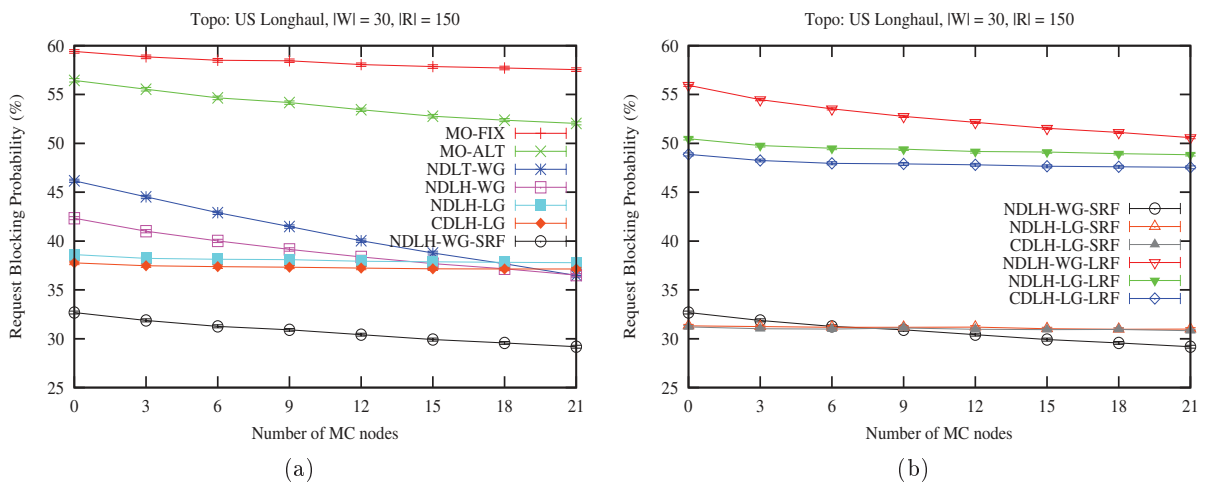 Topo: US Longhaul, |W| = 30, |R| = 150
Request Blocking Probability (%)
60
55
50
45
40
35
30
25
MO-FIX
MO-ALT
NDLT-WG
NDLH-WG
NDLH-LG
CDLH-LG
NDLH-WG-SRF
0 3 6 9 12 15 18 21
Number of MC nodes
(a)
Topo: US Longhaul, |W| = 30, |R| = 150
Request Blocking Probability (%)
60
55
50
45
40
35
30
25
NDLH-WG-SRF
NDLH-LG-SRF
CDLH-LG-SRF
NDLH-WG-LRF
NDLH-LG-LRF
CDLH-LG-LRF
0 3 6 9 12 15 18 21
Number of MC nodes
(b)